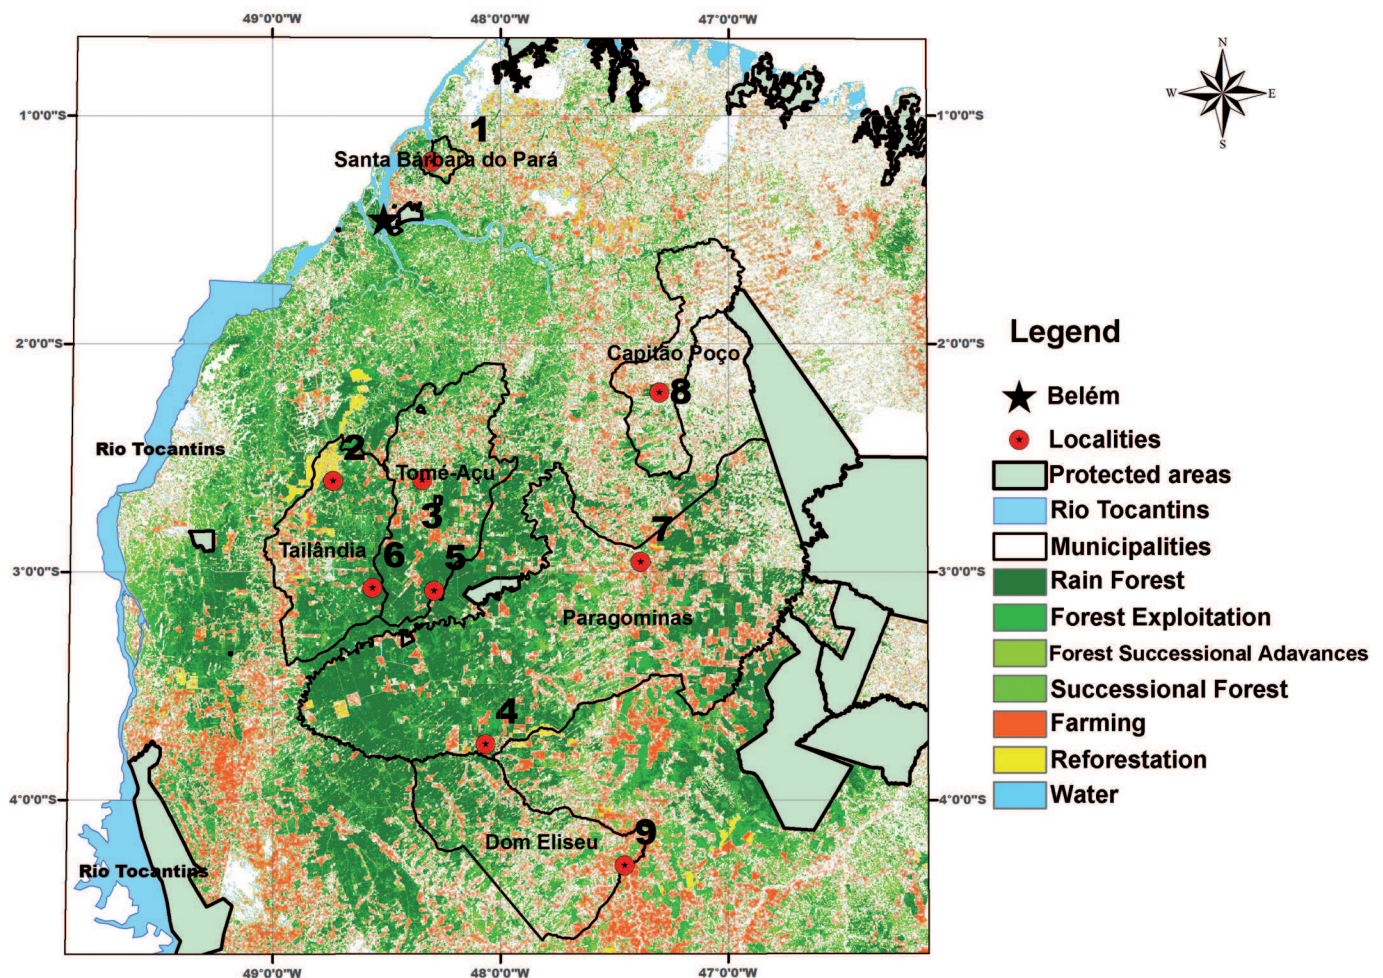 49°0'0"W 48°0'0"W 47°0'0"W
N
W E
S
1°0'0"S 1°0'0"S
1
Santa Bárbara do Pará
2°0'0"S 2°0'0"S
Capitão Poço
8
Rio Tocantins
2
Tomé-Açu
3
7
Tailândia
6
5
3°0'0"S 3°0'0"S
Paragominas
4
4°0'0"S 4°0'0"S
9
Dom Eliseu
Rio Tocantins
49°0'0"W 48°0'0"W 47°0'0"W
Legend
Belém
Localities
Protected areas
Rio Tocantins
Municipalities
Rain Forest
Forest Exploitation
Forest Successional Adavances
Successional Forest
Farming
Reforestation
Water